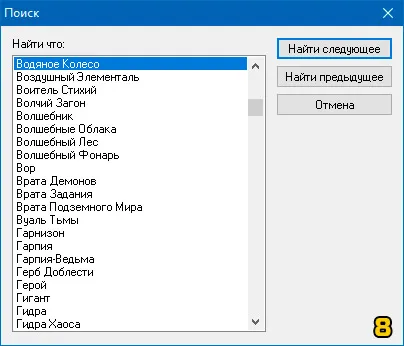 Поиск
Найти что:
Водяное Колесо
Воздушный Элементаль
Воитель Стихий
Волчий Загон
Волшебник
Волшебные Облака
Волшебный Лес
Волшебный Фонарь
Вор
Врата Демонов
Врата Задания
Врата Подземного Мира
Вуаль Тьмы
Гарнизон
Гарпия
Гарпия-Ведьма
Герб Доблести
Герой
Гигант
Гидра
Гидра Хаоса
Найти следующее
Найти предыдущее
Отмена
8